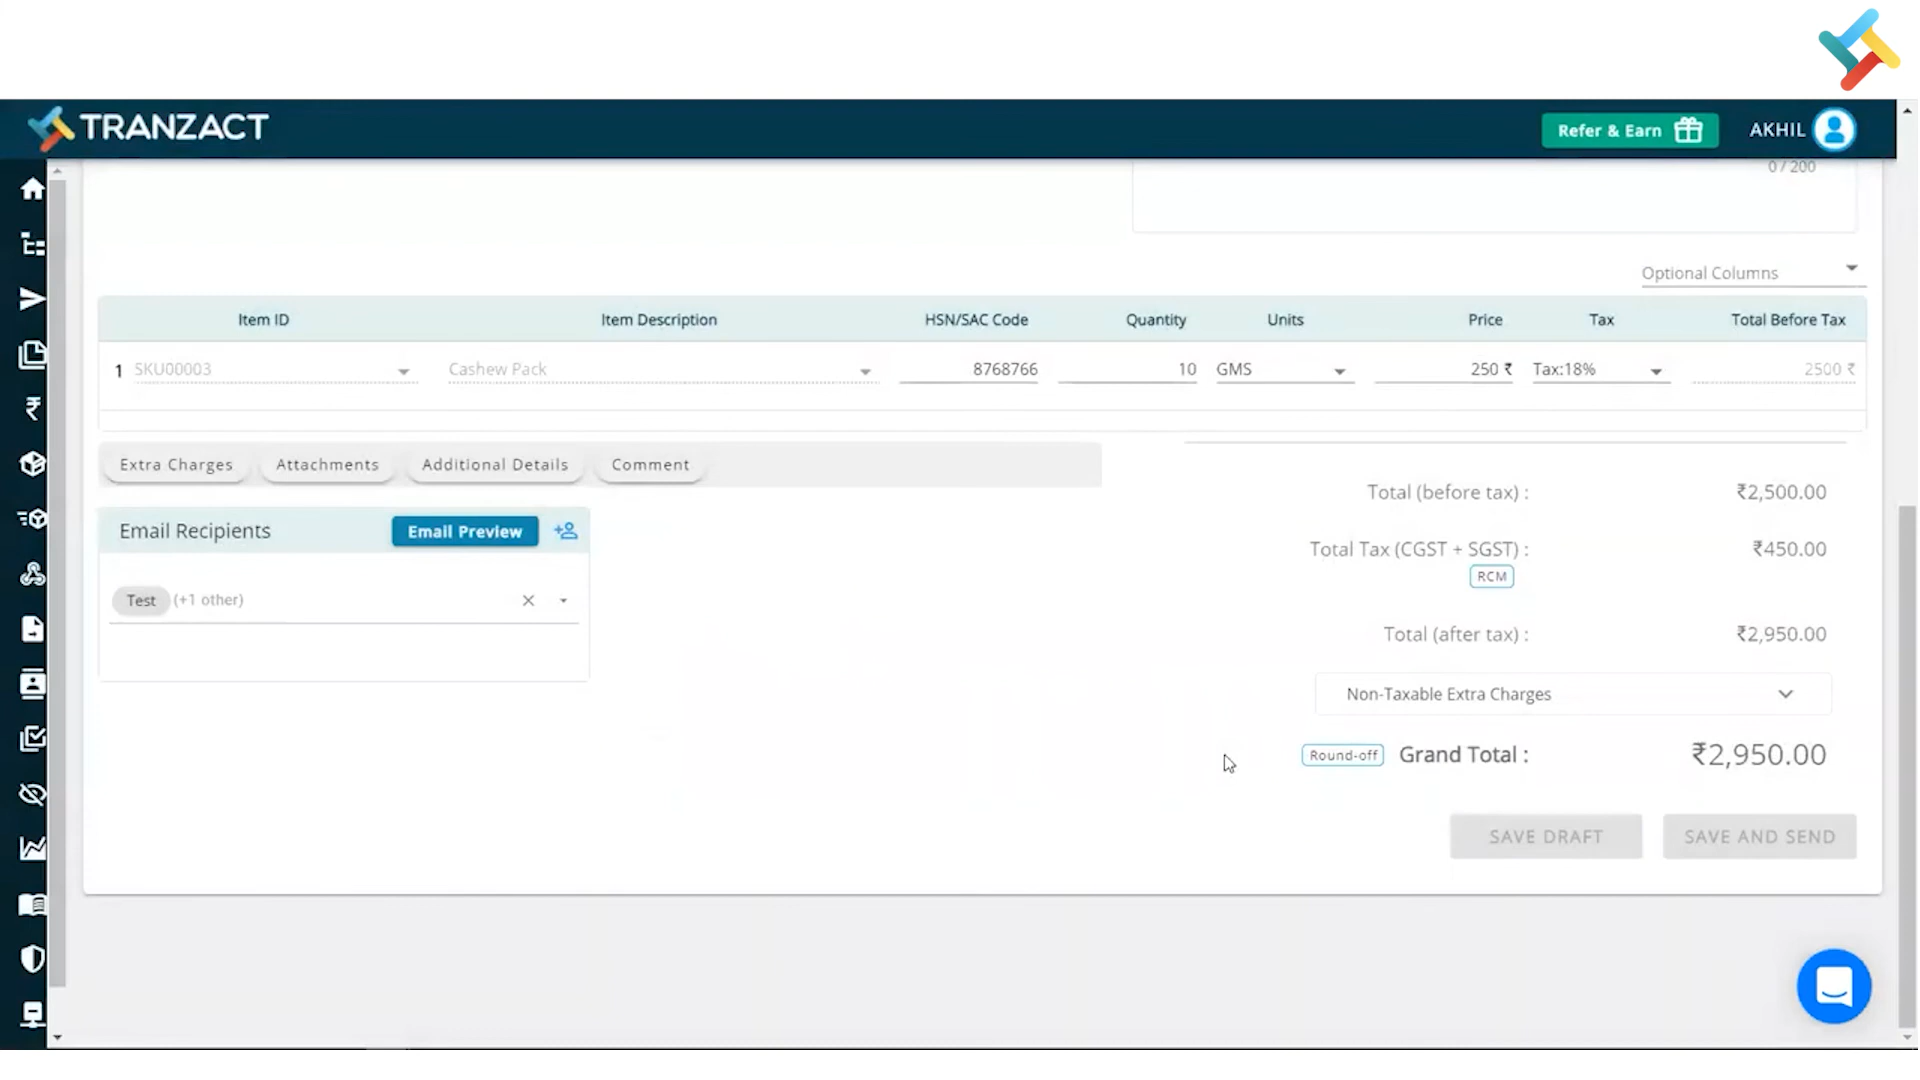 TRANZACT
Refer & Earn
AKHIL
0 / 200
Optional Columns
Item ID Item Description HSN/SAC Code Quantity Units Price Tax Total Before Tax
1 SKU00003 Cashew Pack 8768766 10 GMS 250 ₹ Tax:18% 2500 ₹
Extra Charges Attachments Additional Details Comment
Total (before tax) : ₹2,500.00
Email Recipients Email Preview
Total Tax (CGST + SGST) : ₹450.00
RCM
Test (+1 other)
Total (after tax) : ₹2,950.00
Non-Taxable Extra Charges
Round-off Grand Total : ₹2,950.00
SAVE DRAFT SAVE AND SEND